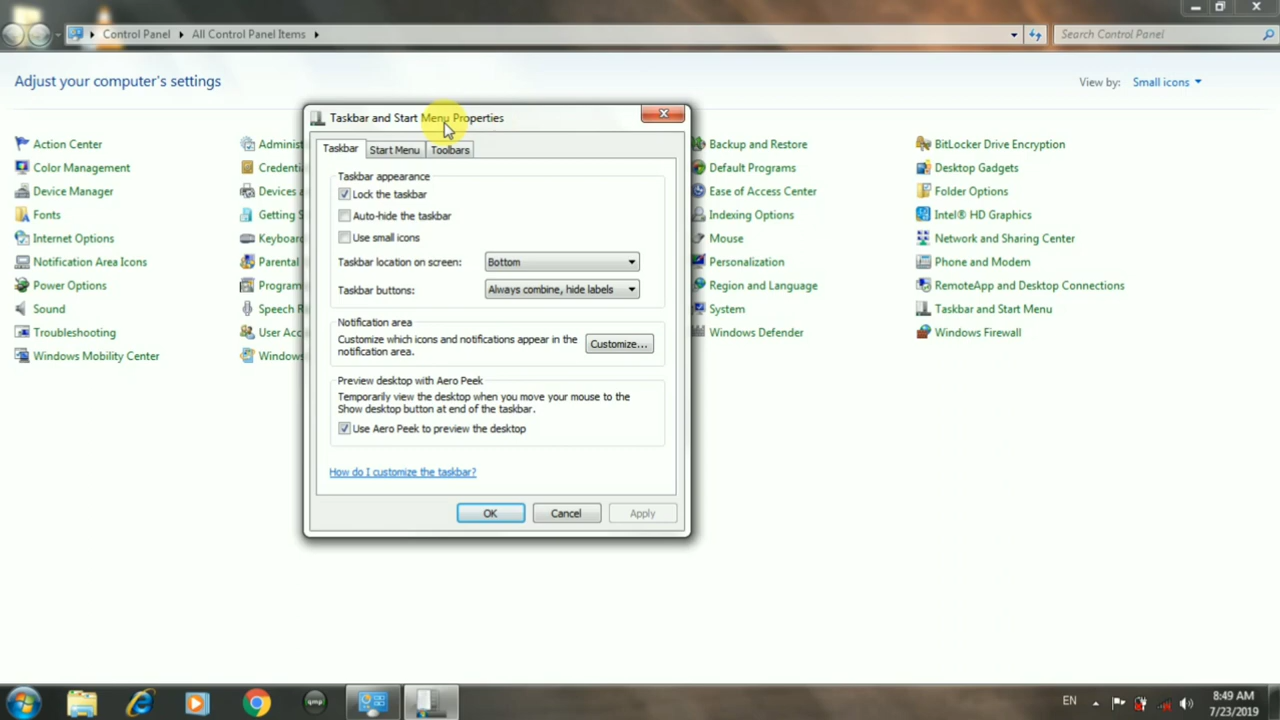 Control Panel
All Control Panel Items
Search Control Panel
Adjust your computer's settings
View by:
Small icons
Taskbar and Start Menu Properties
Taskbar
Start Menu
Toolbars
Taskbar appearance
Lock the taskbar
Auto-hide the taskbar
Use small icons
Taskbar location on screen:
Bottom
Taskbar buttons:
Always combine, hide labels
Notification area
Customize which icons and notifications appear in the
notification area.
Customize...
Preview desktop with Aero Peek
Temporarily view the desktop when you move your mouse to the
Show desktop button at end of the taskbar.
Use Aero Peek to preview the desktop
How do I customize the taskbar?
OK
Cancel
Apply
Action Center
Color Management
Device Manager
Fonts
Internet Options
Notification Area Icons
Power Options
Sound
Troubleshooting
Windows Mobility Center
Adminis
Credenti
Devices a
Getting S
Keyboar
Parental
Program
Speech R
User Acc
Windows
Backup and Restore
Default Programs
Ease of Access Center
Indexing Options
Mouse
Personalization
Region and Language
System
Windows Defender
BitLocker Drive Encryption
Desktop Gadgets
Folder Options
Intel® HD Graphics
Network and Sharing Center
Phone and Modem
RemoteApp and Desktop Connections
Taskbar and Start Menu
Windows Firewall
qmp
EN
8:49 AM
7/23/2019